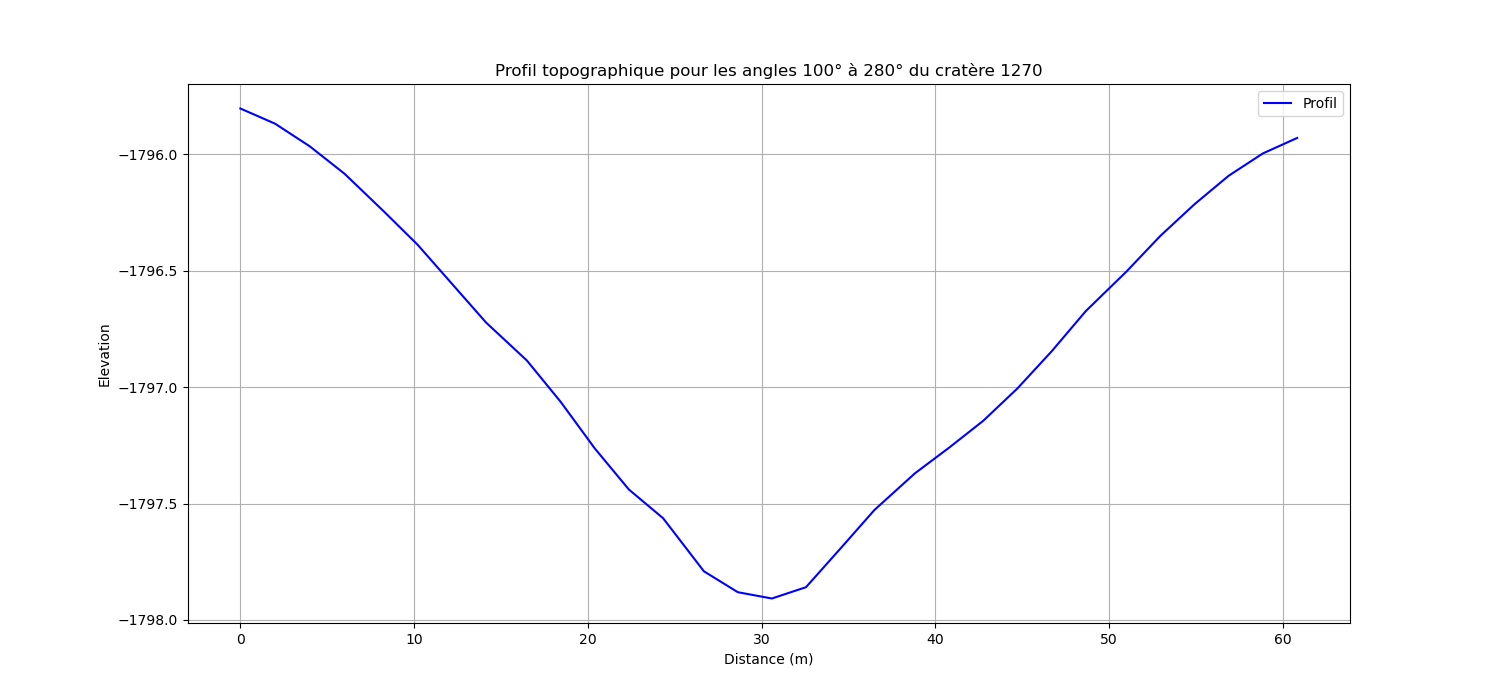 Profil topographique pour les angles 100° à 280° du cratère 1270
Profil
−1796.0
−1796.5
−1797.0
−1797.5
−1798.0
Elevation
0 10 20 30 40 50 60
Distance (m)